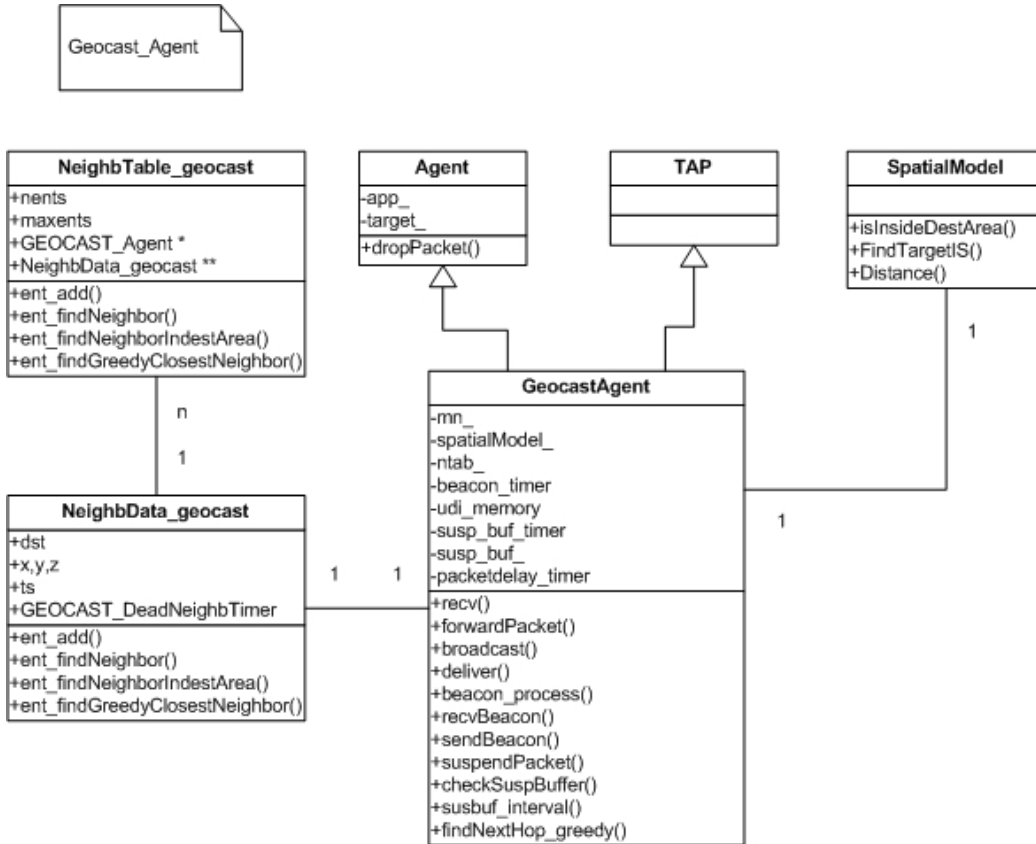 Geocast_Agent
NeighbTable_geocast
+nents
+maxents
+GEOCAST_Agent *
+NeighbData_geocast **
+ent_add()
+ent_findNeighbor()
+ent_findNeighborIndestArea()
+ent_findGreedyClosestNeighbor()
Agent
-app_
-target_
+dropPacket()
TAP
SpatialModel
+isInsideDestArea()
+FindTargetIS()
+Distance()
n
1
1
NeighbData_geocast
+dst
+x,y,z
+ts
+GEOCAST_DeadNeighbTimer
+ent_add()
+ent_findNeighbor()
+ent_findNeighborIndestArea()
+ent_findGreedyClosestNeighbor()
1
1
GeocastAgent
-mn_
-spatialModel_
-ntab_
-beacon_timer
-udi_memory
-susp_buf_timer
-susp_buf_
-packetdelay_timer
+recv()
+forwardPacket()
+broadcast()
+deliver()
+beacon_process()
+recvBeacon()
+sendBeacon()
+suspendPacket()
+checkSuspBuffer()
+susbuf_interval()
+findNextHop_greedy()
1